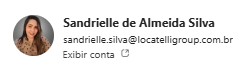 Sandrielle de Almeida Silva
sandrielle.silva@locatelligroup.com.br
Exibir conta